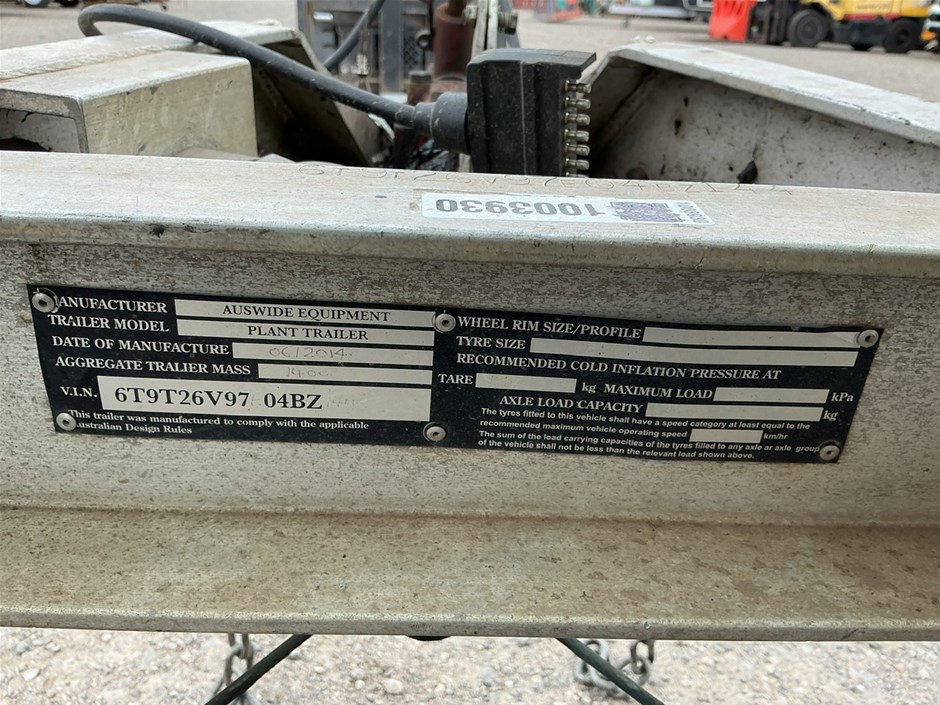 1003930
MANUFACTURER AUSWIDE EQUIPMENT
TRAILER MODEL PLANT TRAILER
DATE OF MANUFACTURE 06/2014
AGGREGATE TRALIER MASS 1400
V.I.N. 6T9T26V97 04BZ
This trailer was manufactured to comply with the applicable
Australian Design Rules
WHEEL RIM SIZE/PROFILE
TYRE SIZE
RECOMMENDED COLD INFLATION PRESSURE AT
TARE kg MAXIMUM LOAD kPa
AXLE LOAD CAPACITY kg
The tyres fitted to this vehicle shall have a speed category at least equal to the
recommended maximum vehicle operating speed km/hr
The sum of the load carrying capacities of the tyres filled to any axle ar axle group
of the vehicle shall not be less than the relevant load shown above.